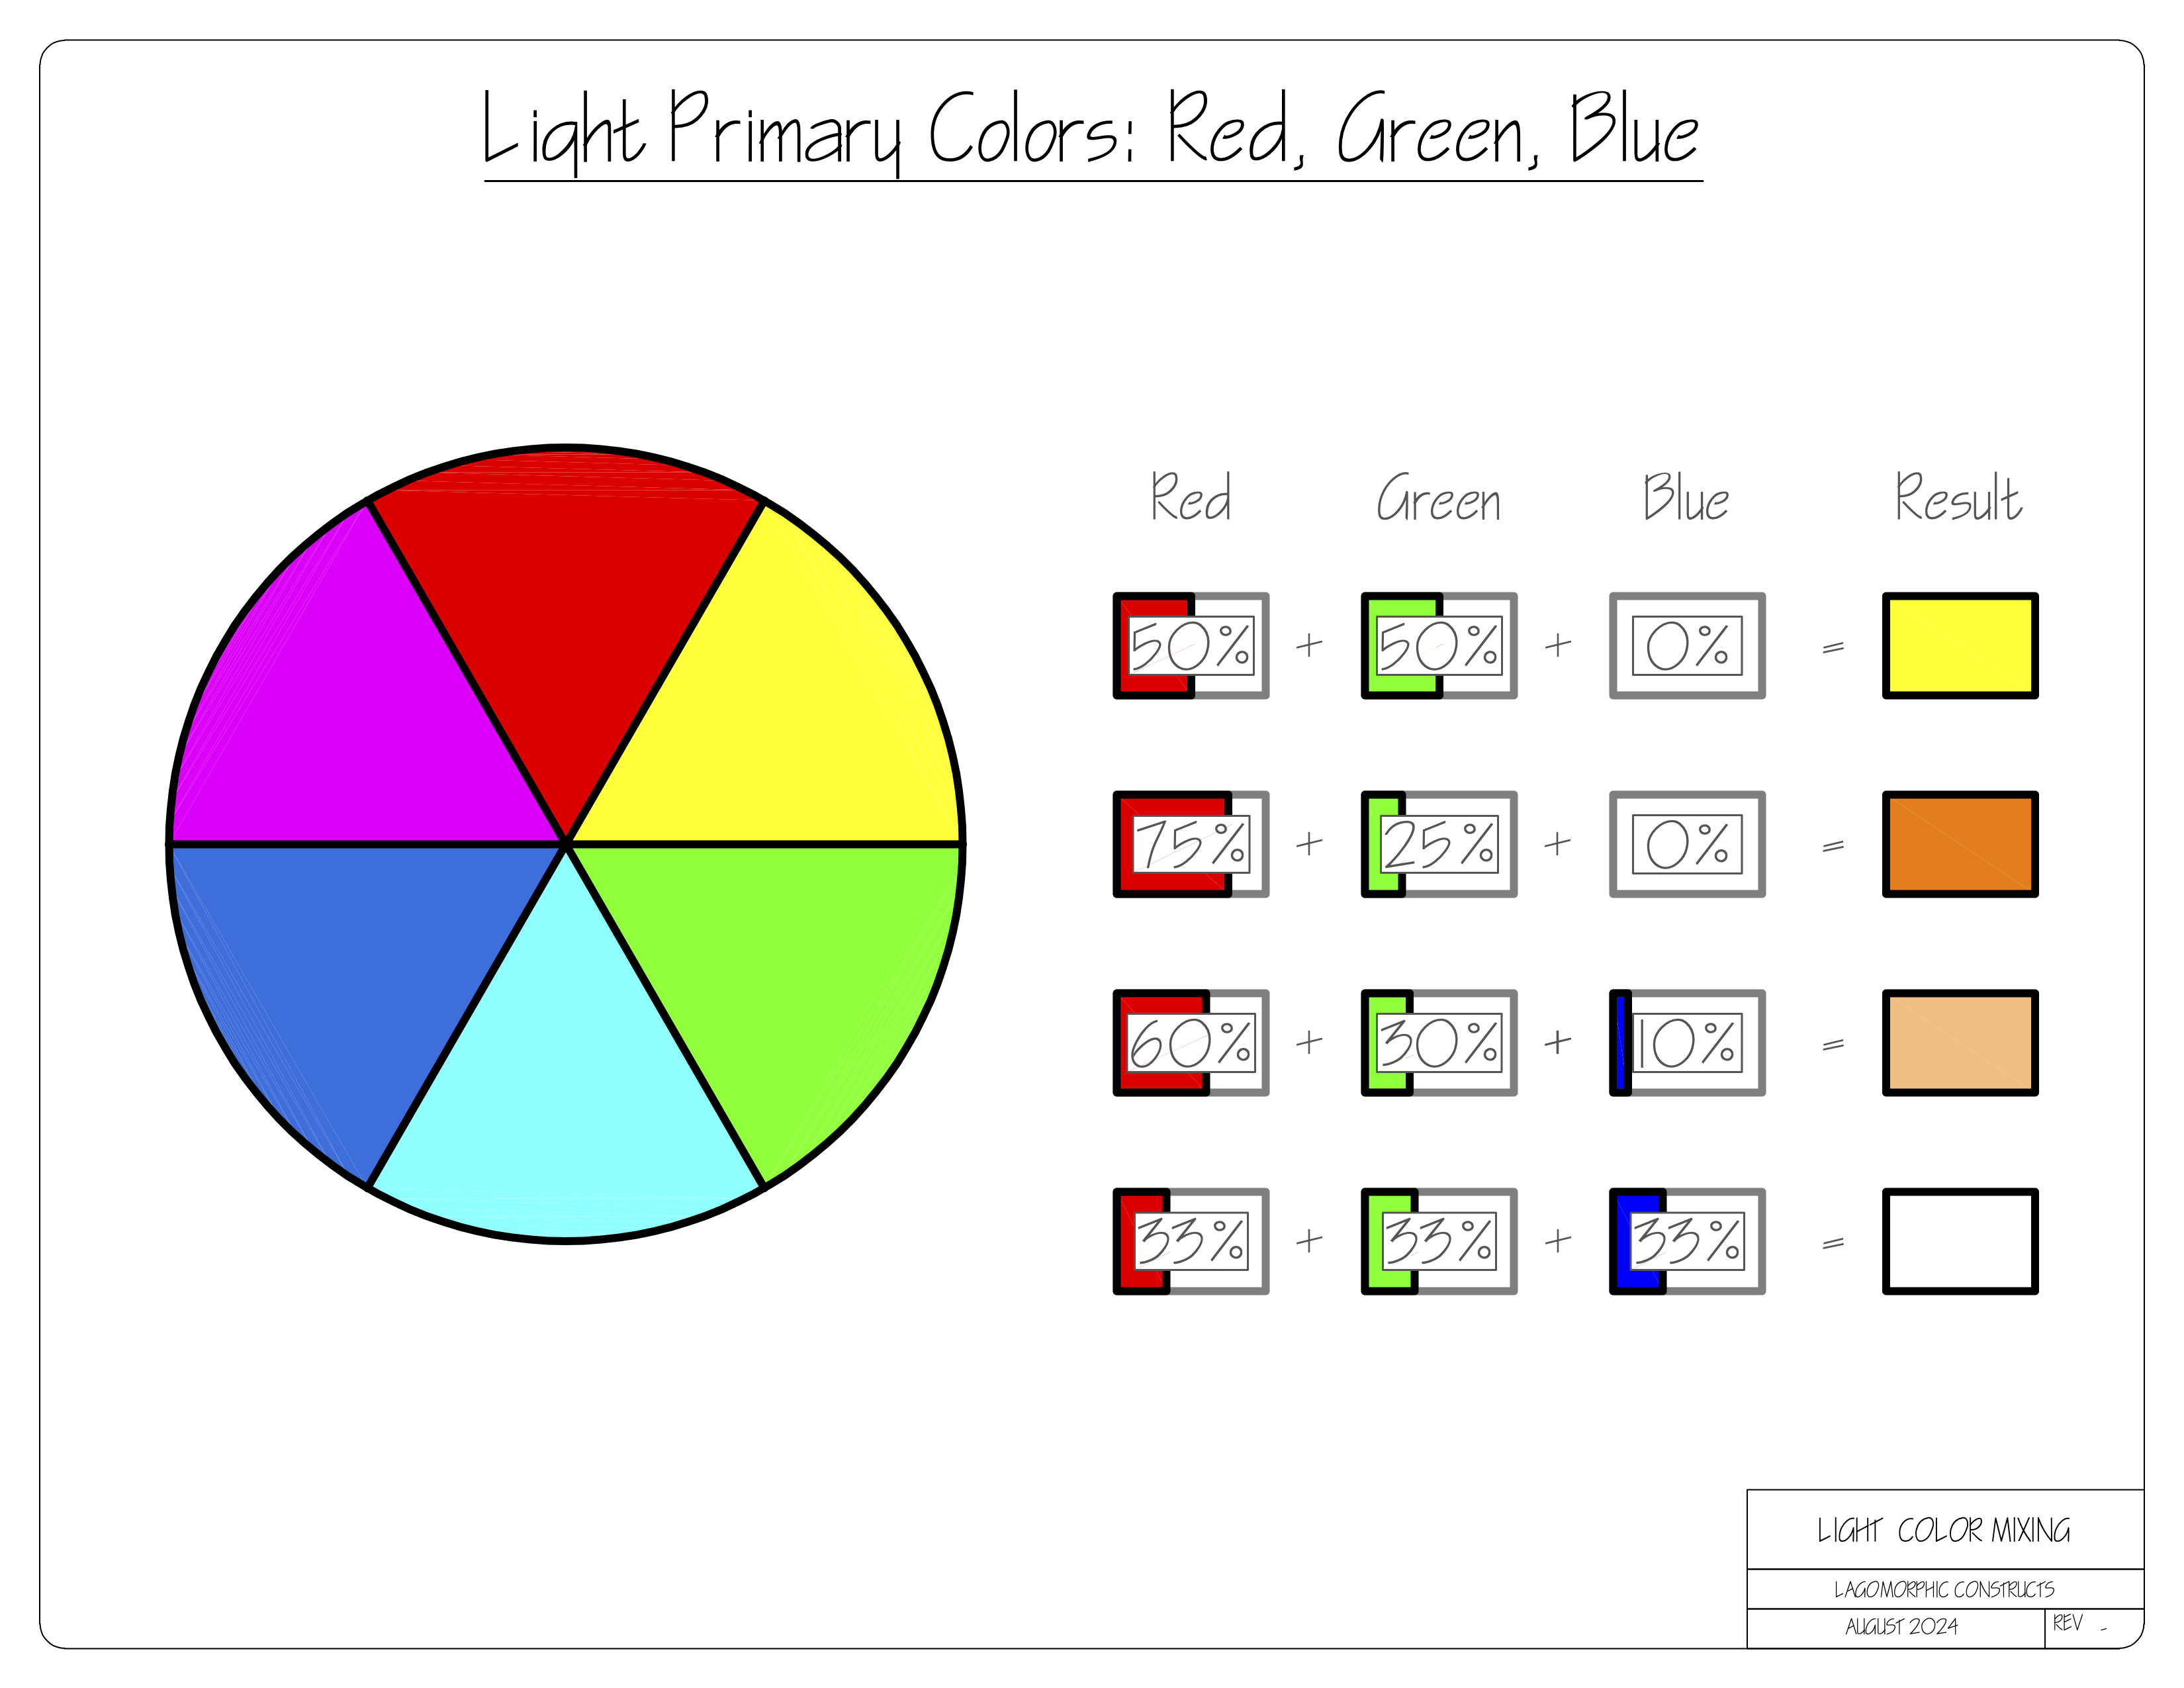 Light Primary Colors: Red, Green, Blue
Red Green Blue Result
50% + 50% + 0% =
75% + 25% + 0% =
60% + 30% + 10% =
33% + 33% + 33% =
LIGHT COLOR MIXING
LAGOMORPHIC CONSTRUCTS
AUGUST 2024 REV -